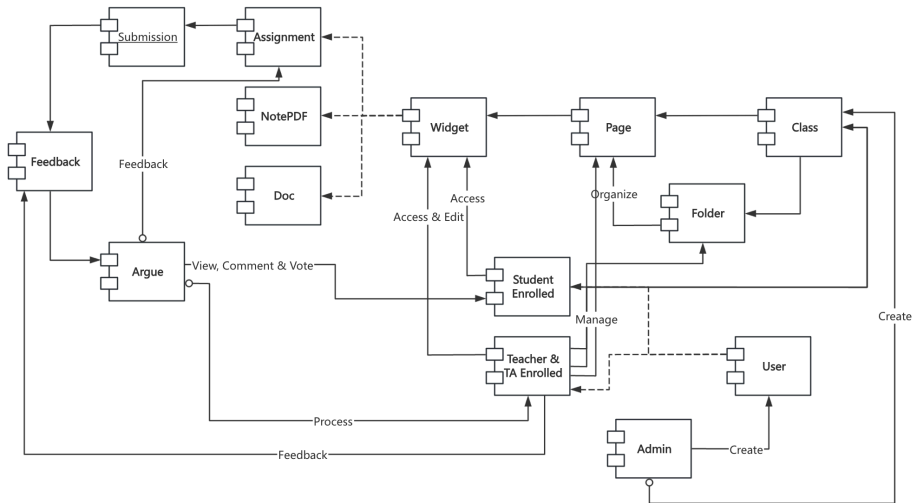 Submission
Assignment
NotePDF
Widget
Page
Class
Feedback
Feedback
Doc
Access
Access & Edit
Organize
Folder
Argue
View, Comment & Vote
Student
Enrolled
Manage
Create
Teacher &
TA Enrolled
User
Process
Feedback
Admin
Create